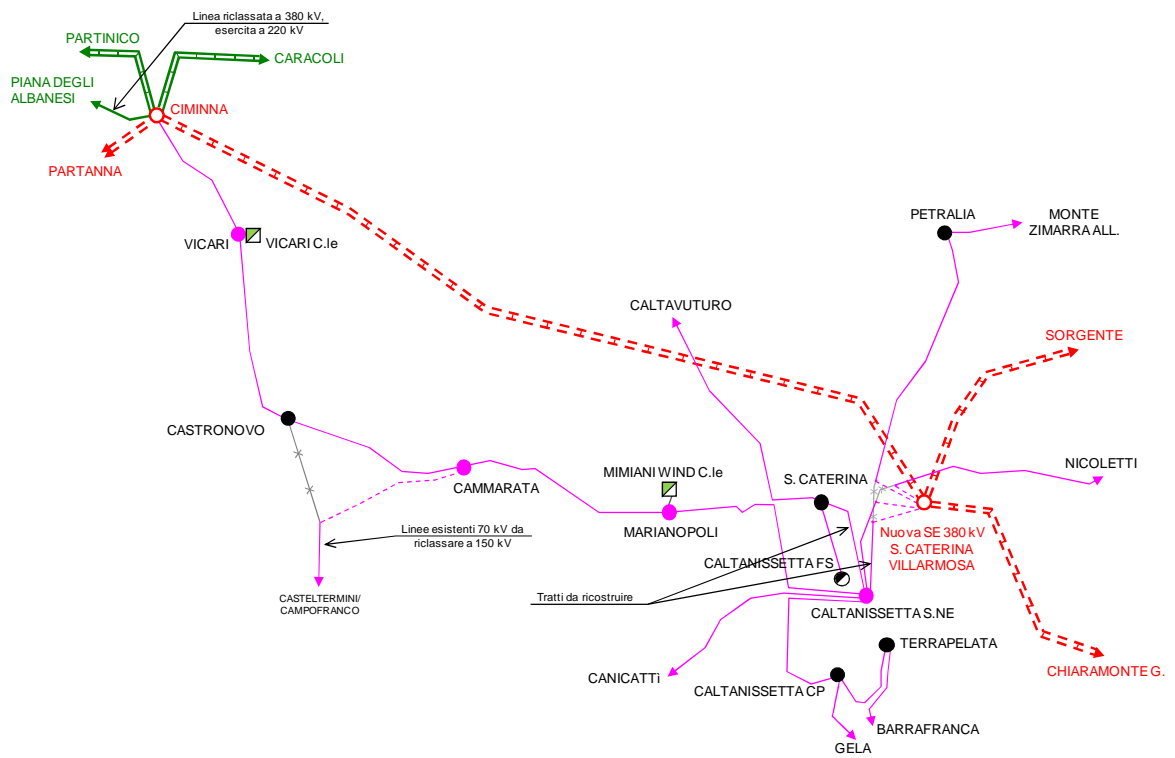 Linea riclassata a 380 kV,
esercita a 220 kV
PARTINICO
CARACOLI
PIANA DEGLI
ALBANESI
CIMINNA
PARTANNA
VICARI
VICARI C.le
PETRALIA
MONTE
ZIMARRA ALL.
CALTAVUTURO
SORGENTE
CASTRONOVO
CAMMARATA
MIMIANI WIND C.le
MARIANOPOLI
S. CATERINA
NICOLETTI
Nuova SE 380 kV
S. CATERINA
VILLARMOSA
Linee esistenti 70 kV da
riclassare a 150 kV
CALTANISSETTA FS
CASTELTERMINI/
CAMPOFRANCO
Tratti da ricostruire
CALTANISSETTA S.NE
TERRAPELATA
CANICATTì
CALTANISSETTA CP
CHIARAMONTE G.
BARRAFRANCA
GELA